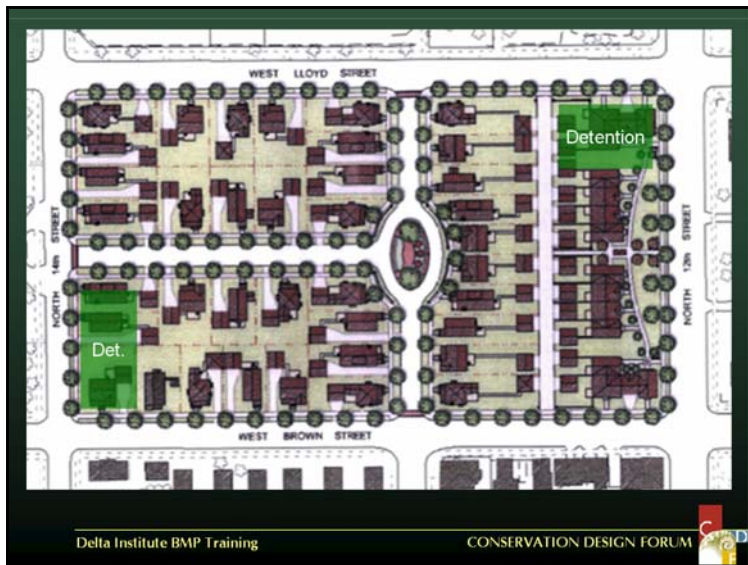 WEST LLOYD STREET
Detention
NORTH 14th STREET
NORTH 12th STREET
Det.
WEST BROWN STREET
Delta Institute BMP Training
CONSERVATION DESIGN FORUM
C
D
F